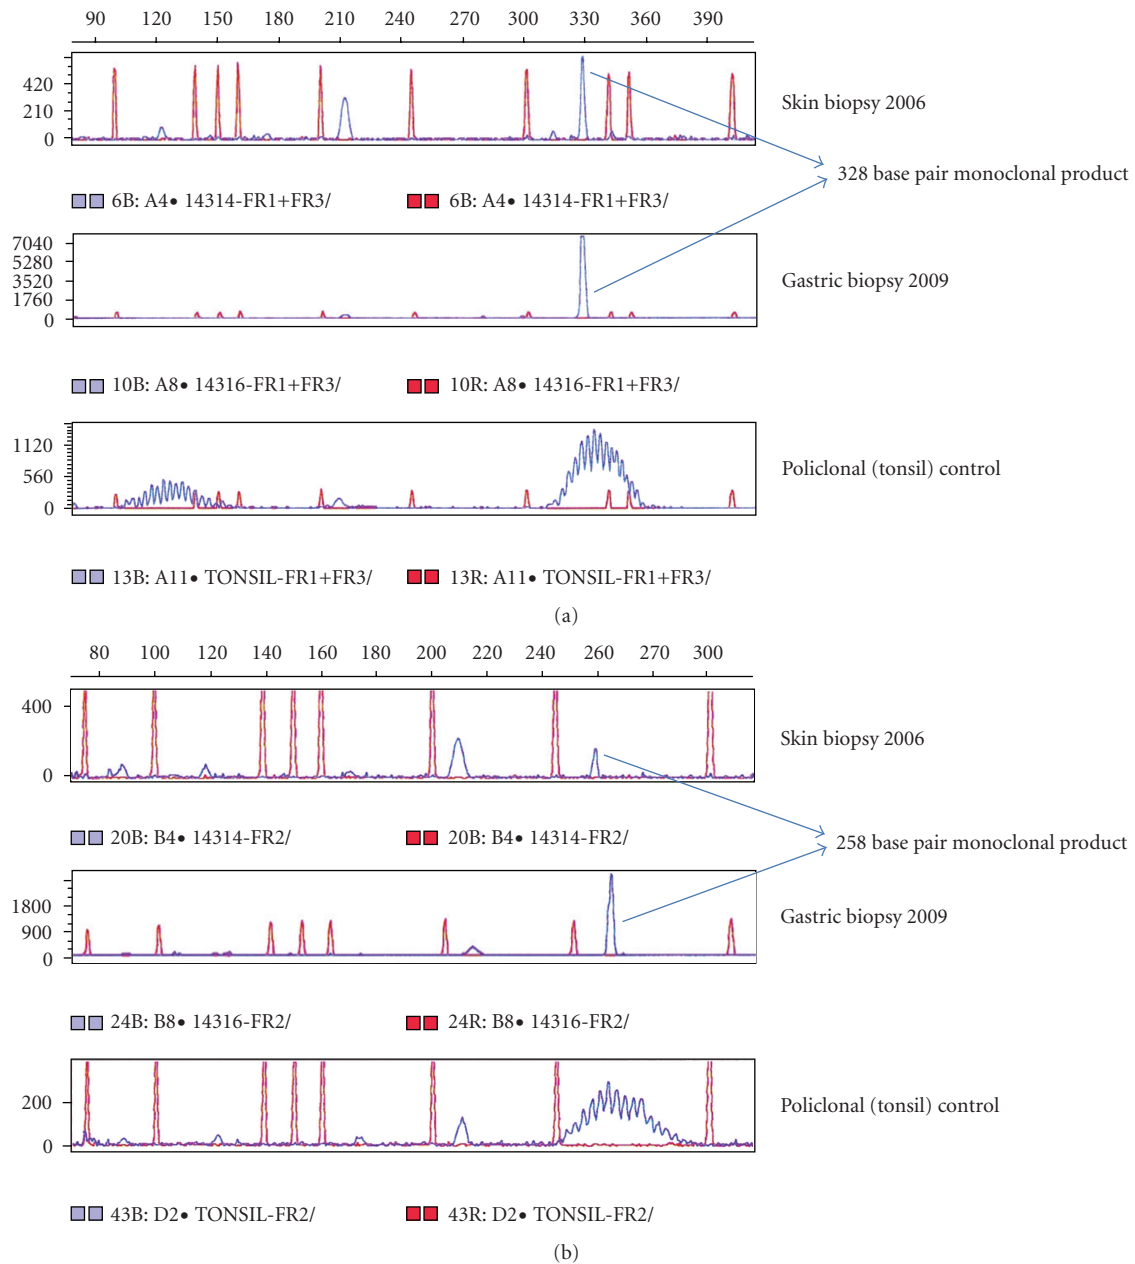 90 120 150 180 210 240 270 300 330 360 390
420
210
0
Skin biopsy 2006
328 base pair monoclonal product
6B: A4• 14314-FR1+FR3/ 6B: A4• 14314-FR1+FR3/
7040
5280
3520
1760
0
Gastric biopsy 2009
10B: A8• 14316-FR1+FR3/ 10R: A8• 14316-FR1+FR3/
1120
560
0
Policlonal (tonsil) control
13B: A11• TONSIL-FR1+FR3/ 13R: A11• TONSIL-FR1+FR3/
(a)
80 100 120 140 160 180 200 220 240 260 270 300
400
0
Skin biopsy 2006
20B: B4• 14314-FR2/ 20B: B4• 14314-FR2/
258 base pair monoclonal product
1800
900
0
Gastric biopsy 2009
24B: B8• 14316-FR2/ 24R: B8• 14316-FR2/
200
0
Policlonal (tonsil) control
43B: D2• TONSIL-FR2/ 43R: D2• TONSIL-FR2/
(b)